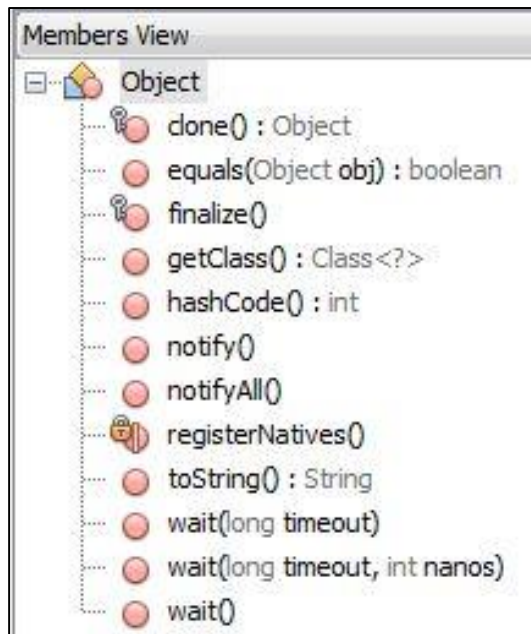 Members View
Object
clone() : Object
equals(Object obj) : boolean
finalize()
getClass() : Class<?>
hashCode() : int
notify()
notifyAll()
registerNatives()
toString() : String
wait(long timeout)
wait(long timeout, int nanos)
wait()